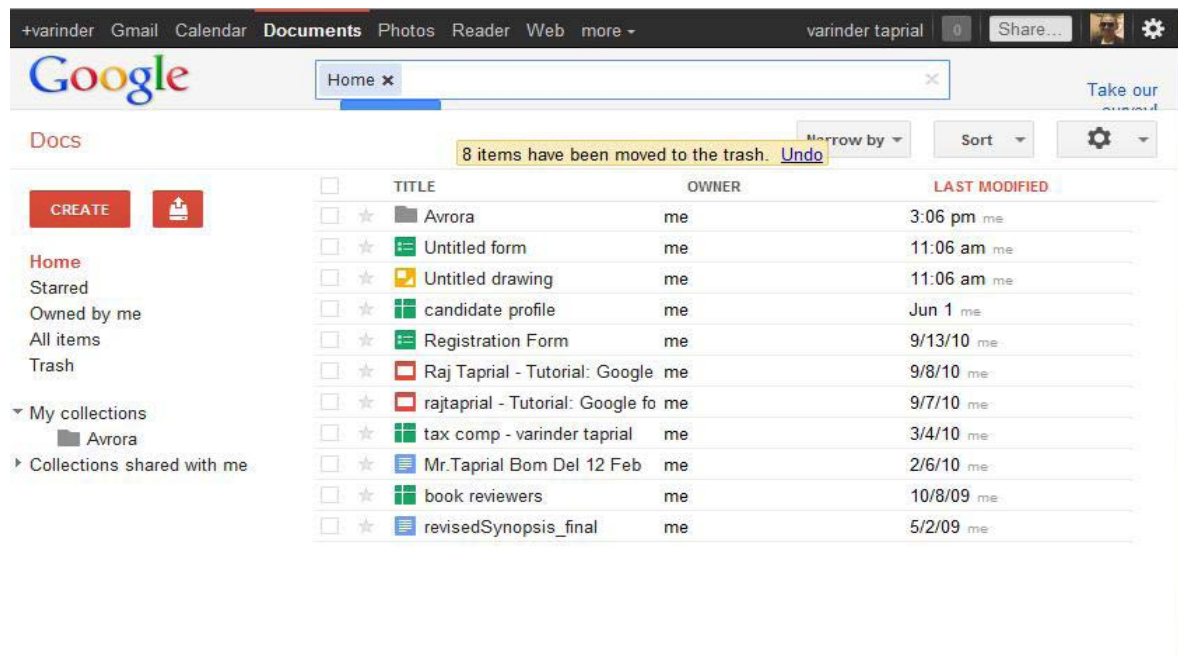 +varinder Gmail Calendar Documents Photos Reader Web more varinder taprial 0 Share...
Google Home × ×
Take our
survey!
Docs Narrow by Sort
8 items have been moved to the trash. Undo
TITLE OWNER LAST MODIFIED
CREATE
Avrora me 3:06 pm me
Untitled form me 11:06 am me
Home
Untitled drawing me 11:06 am me
Starred
candidate profile me Jun 1 me
Owned by me
Registration Form me 9/13/10 me
All items
Raj Taprial - Tutorial: Google me 9/8/10 me
Trash
rajtaprial - Tutorial: Google fo me 9/7/10 me
My collections
tax comp - varinder taprial me 3/4/10 me
Avrora
Mr.Taprial Bom Del 12 Feb me 2/6/10 me
Collections shared with me
book reviewers me 10/8/09 me
revisedSynopsis_final me 5/2/09 me